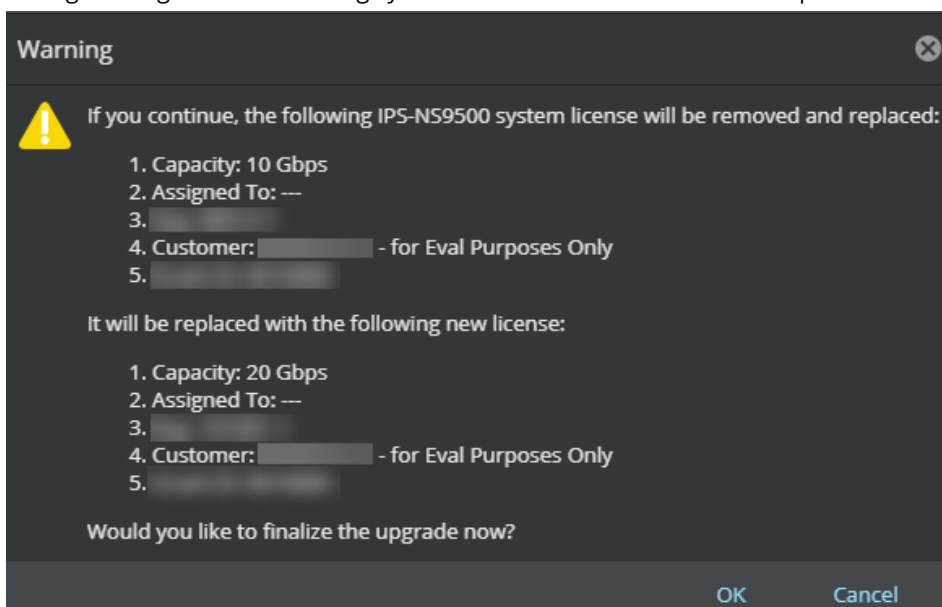 Warning
If you continue, the following IPS-NS9500 system license will be removed and replaced:
1. Capacity: 10 Gbps
2. Assigned To: ---
3.
4. Customer: - for Eval Purposes Only
5.
It will be replaced with the following new license:
1. Capacity: 20 Gbps
2. Assigned To: ---
3.
4. Customer: - for Eval Purposes Only
5.
Would you like to finalize the upgrade now?
OK Cancel